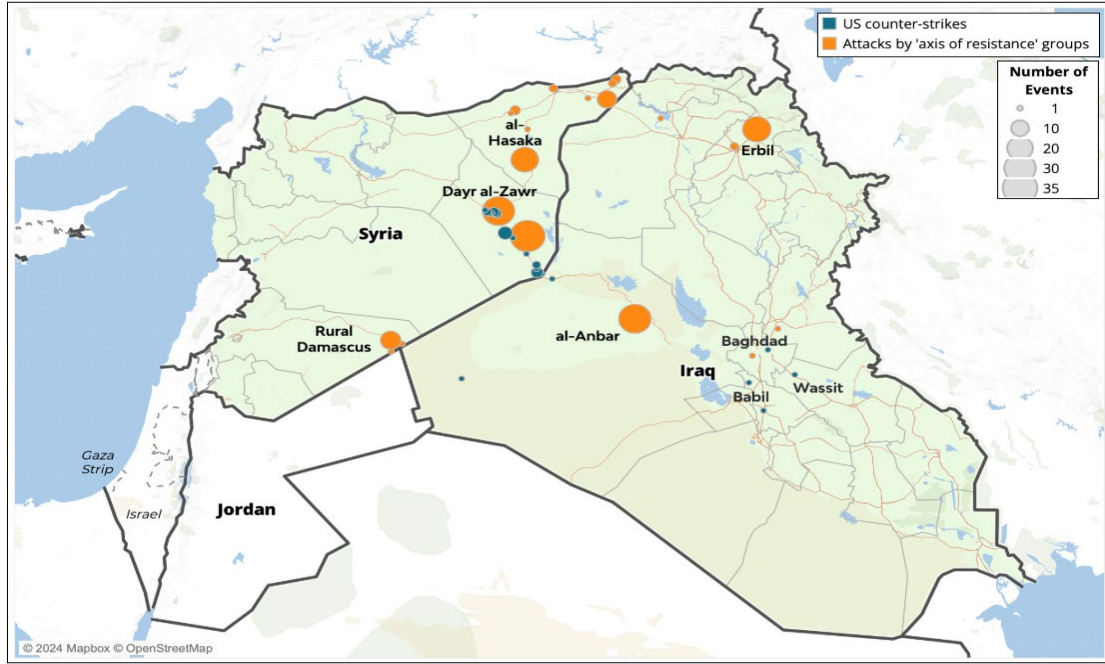 US counter-strikes
Attacks by 'axis of resistance' groups
Number of
Events
1
10
20
30
35
al-
Hasaka
Erbil
Dayr al-Zawr
Syria
Rural
Damascus
al-Anbar
Baghdad
Iraq
Wassit
Babil
Gaza
Strip
Israel
Jordan
© 2024 Mapbox © OpenStreetMap